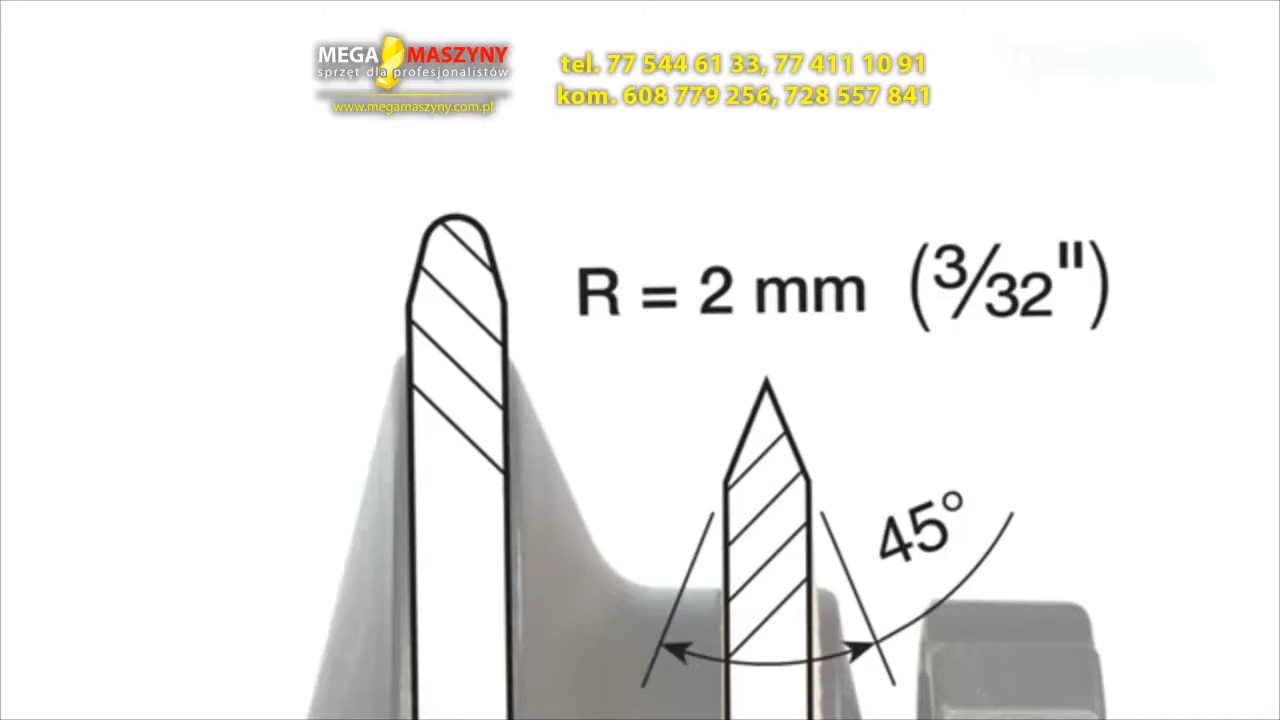 MEGA MASZYNY
sprzęt dla profesjonalistów
www.megamaszyny.com.pl
tel. 77 544 61 33, 77 411 10 91
kom. 608 779 256, 728 557 841
R = 2 mm (3/32")
45°